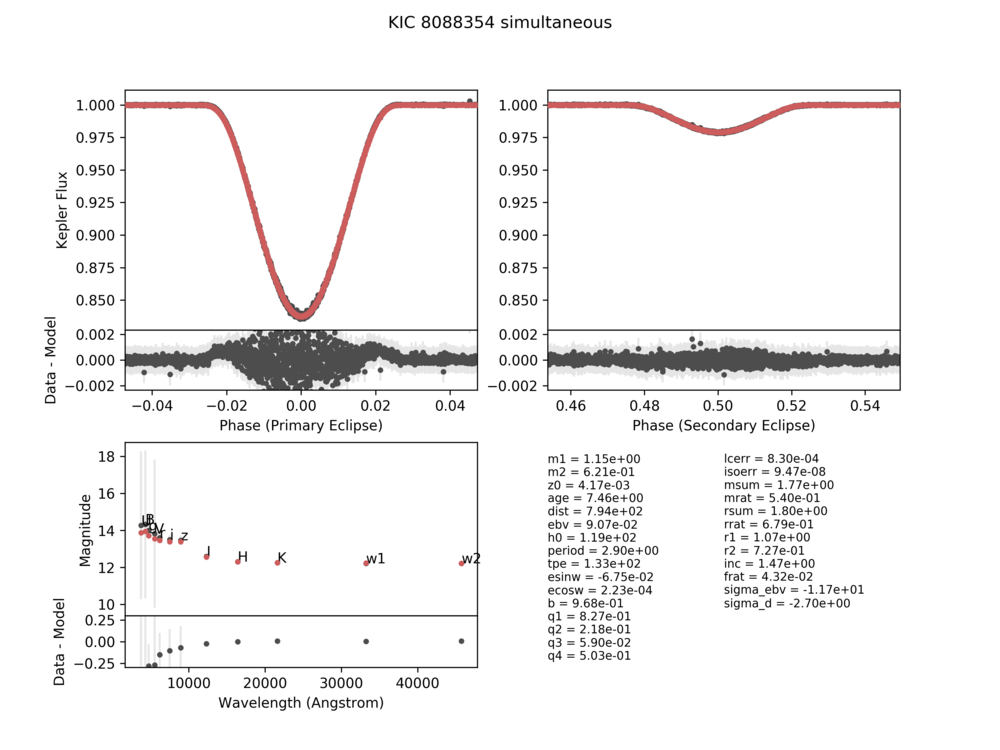 KIC 8088354 simultaneous
1.000
0.975
0.950
0.925
0.900
0.875
0.850
Kepler Flux
0.002
0.000
−0.002
Data - Model
−0.04
−0.02
0.00
0.02
0.04
Phase (Primary Eclipse)
1.000
0.975
0.950
0.925
0.900
0.875
0.850
0.002
0.000
−0.002
0.46
0.48
0.50
0.52
0.54
Phase (Secondary Eclipse)
18
16
14
12
10
Magnitude
B
V
i
z
J
H
K
w1
w2
0.25
0.00
−0.25
Data - Model
10000
20000
30000
40000
Wavelength (Angstrom)
m1 = 1.15e+00
m2 = 6.21e-01
z0 = 4.17e-03
age = 7.46e+00
dist = 7.94e+02
ebv = 9.07e-02
h0 = 1.19e+02
period = 2.90e+00
tpe = 1.33e+02
esinw = -6.75e-02
ecosw = 2.23e-04
b = 9.68e-01
q1 = 8.27e-01
q2 = 2.18e-01
q3 = 5.90e-02
q4 = 5.03e-01
lcerr = 8.30e-04
isoerr = 9.47e-08
msum = 1.77e+00
mrat = 5.40e-01
rsum = 1.80e+00
rrat = 6.79e-01
r1 = 1.07e+00
r2 = 7.27e-01
inc = 1.47e+00
frat = 4.32e-02
sigma_ebv = -1.17e+01
sigma_d = -2.70e+00